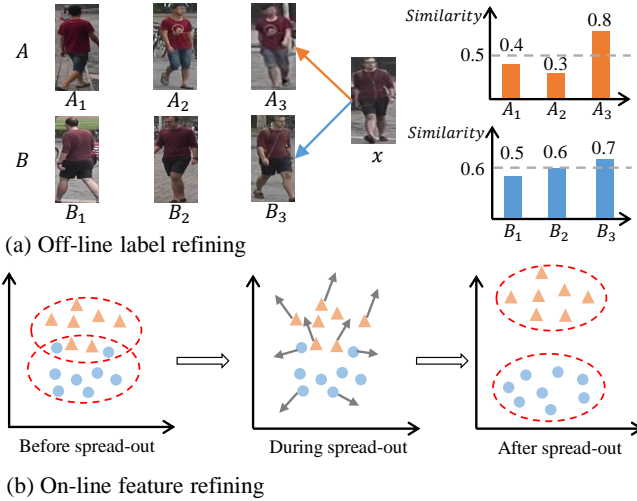 A
A₁
A₂
A₃
B
B₁
B₂
B₃
x
Similarity
0.5
0.4
0.3
0.8
A₁
A₂
A₃
Similarity
0.6
0.5
0.6
0.7
B₁
B₂
B₃
(a) Off-line label refining
Before spread-out
During spread-out
After spread-out
(b) On-line feature refining